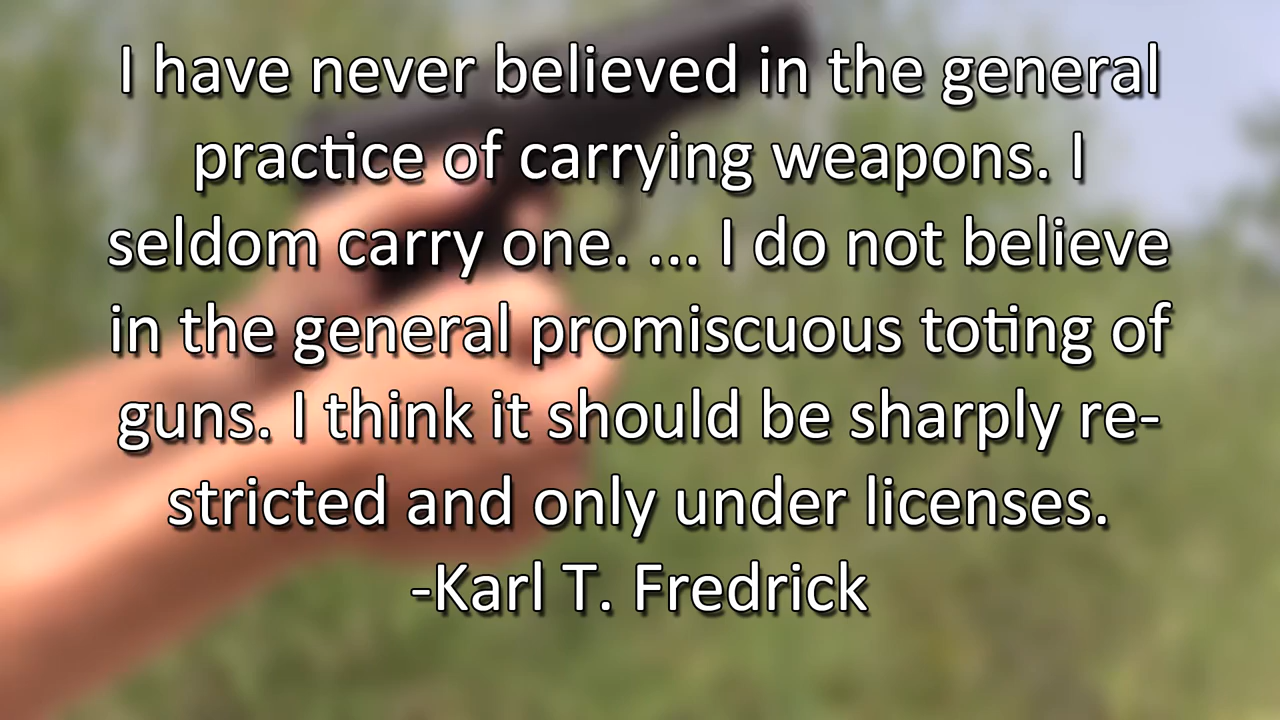 I have never believed in the general
practice of carrying weapons. I
seldom carry one. ... I do not believe
in the general promiscuous toting of
guns. I think it should be sharply re-
stricted and only under licenses.
-Karl T. Fredrick